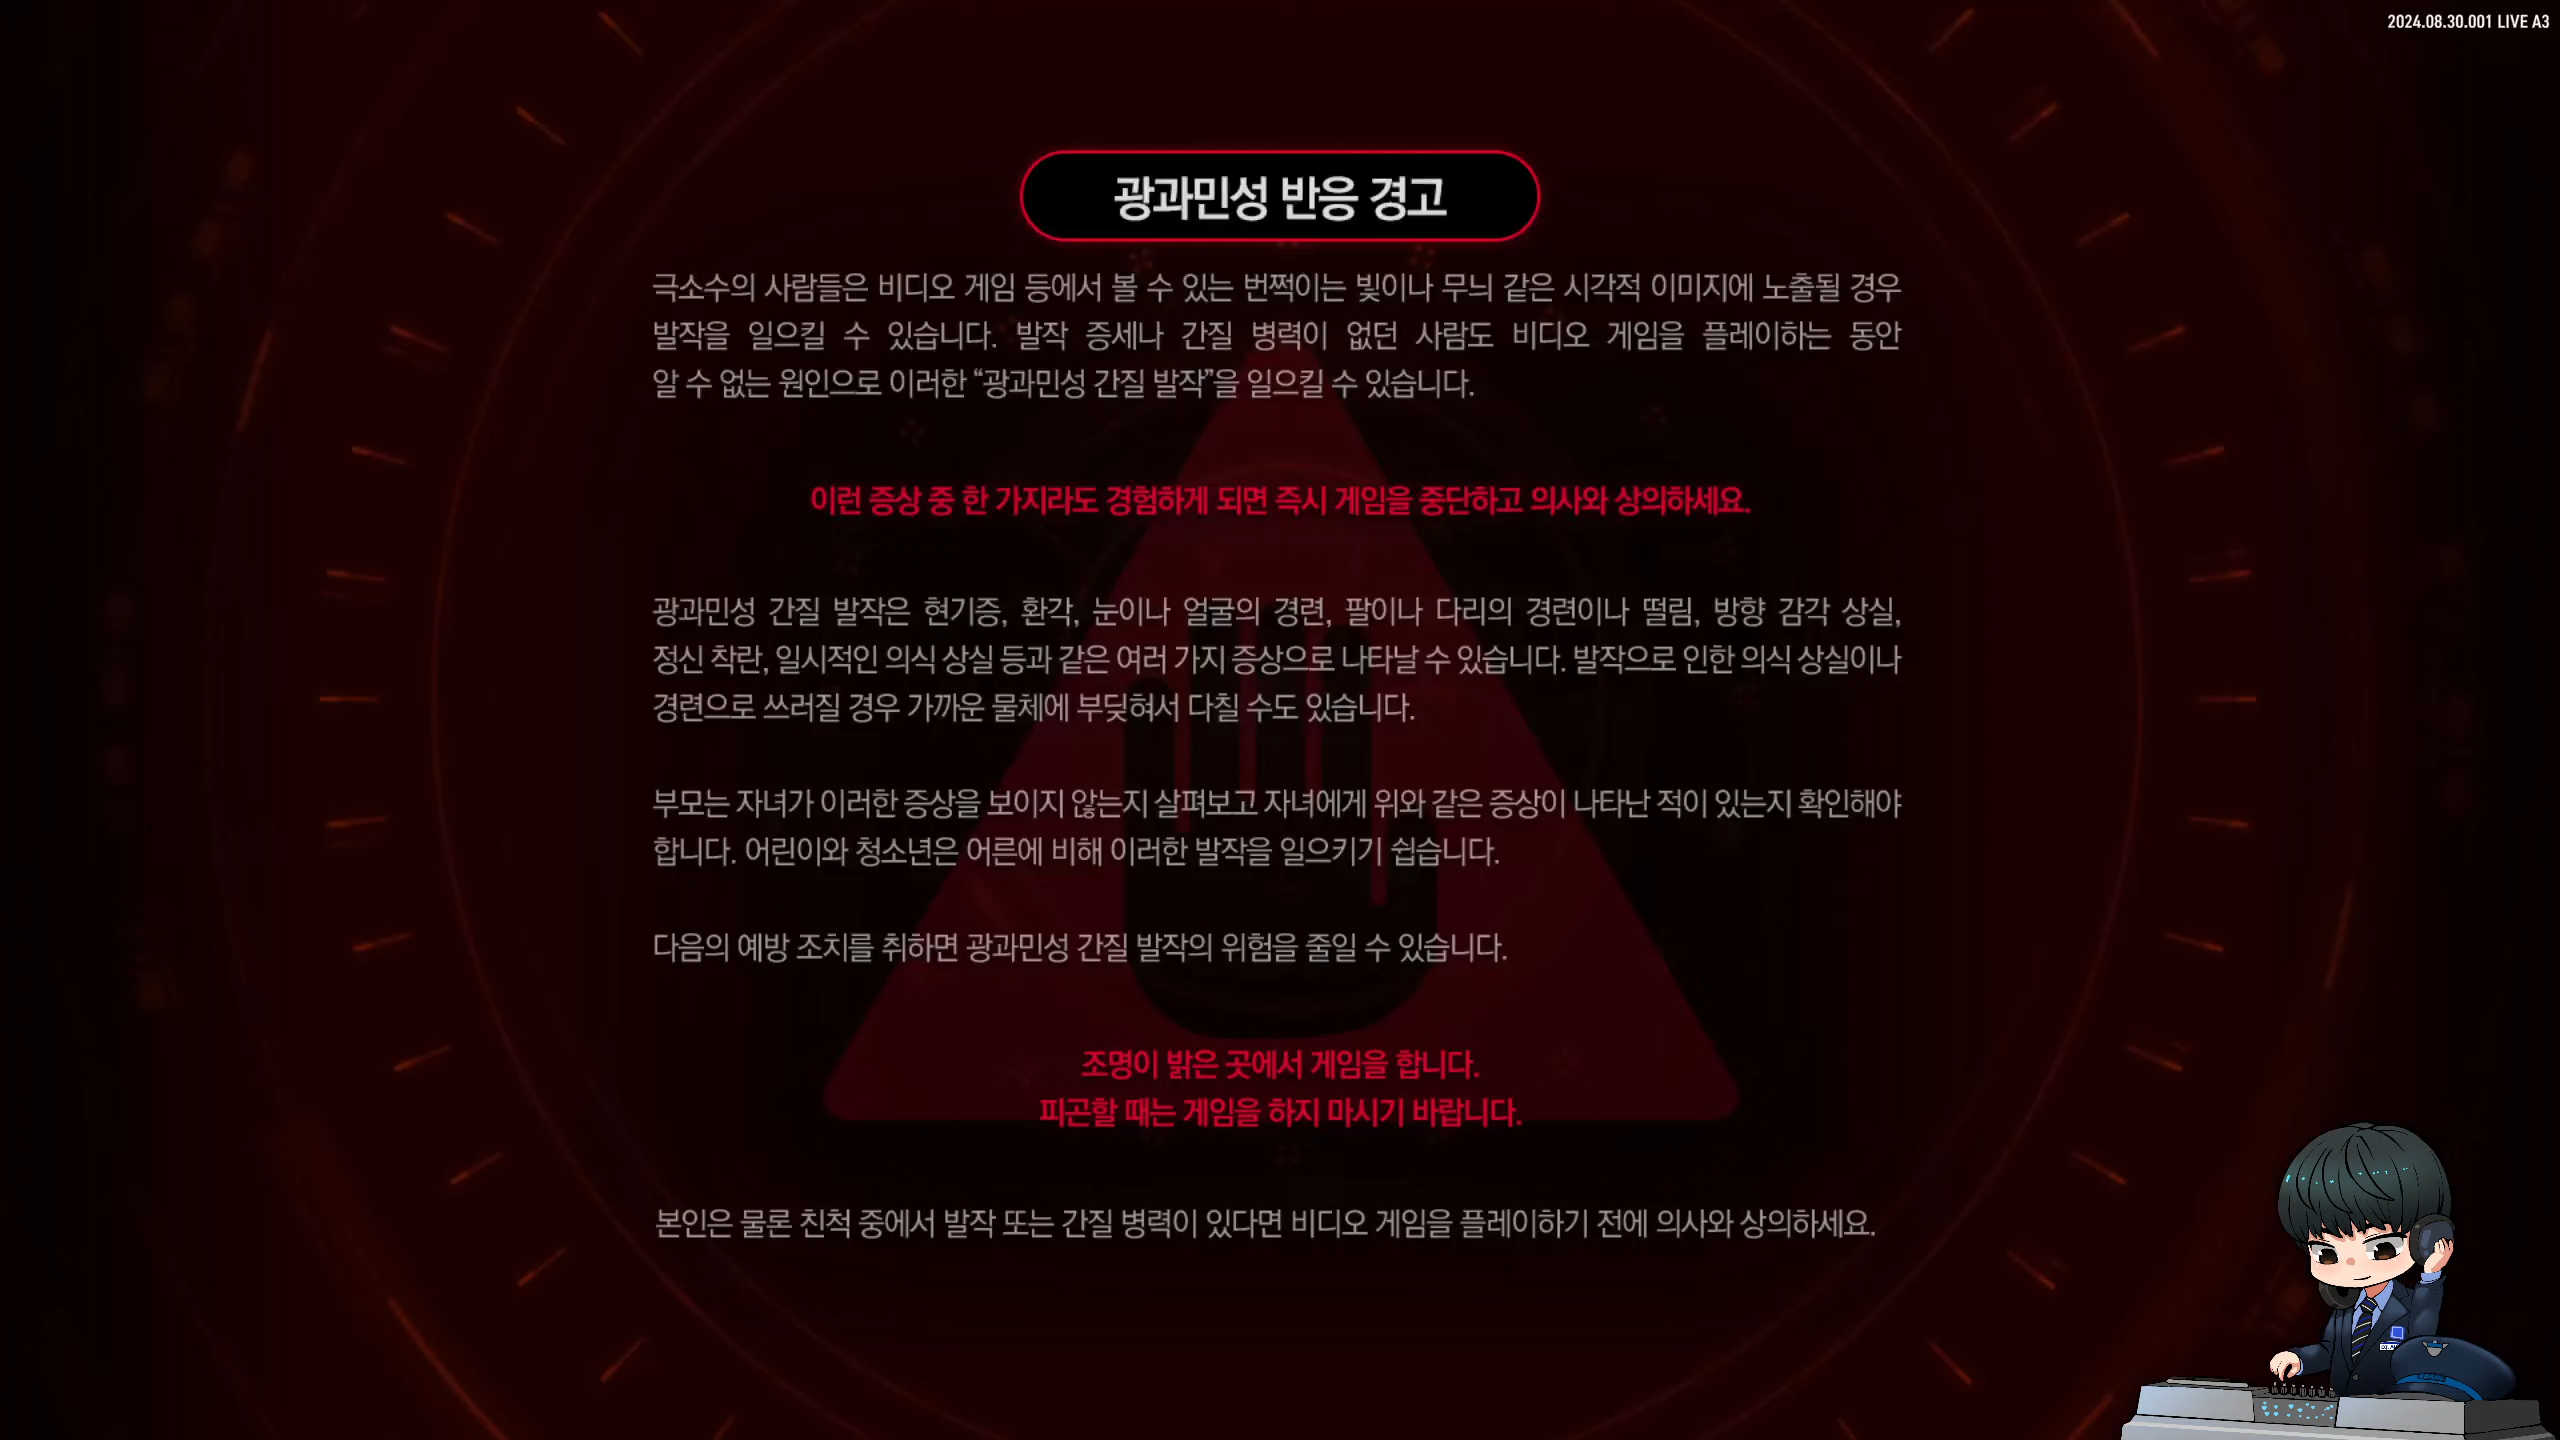 2024.08.30.001 LIVE A3
광과민성 반응 경고
극소수의 사람들은 비디오 게임 등에서 볼 수 있는 번쩍이는 빛이나 무늬 같은 시각적 이미지에 노출될 경우
발작을 일으킬 수 있습니다. 발작 증세나 간질 병력이 없던 사람도 비디오 게임을 플레이하는 동안
알 수 없는 원인으로 이러한 “광과민성 간질 발작”을 일으킬 수 있습니다.
이런 증상 중 한 가지라도 경험하게 되면 즉시 게임을 중단하고 의사와 상의하세요.
광과민성 간질 발작은 현기증, 환각, 눈이나 얼굴의 경련, 팔이나 다리의 경련이나 떨림, 방향 감각 상실,
정신 착란, 일시적인 의식 상실 등과 같은 여러 가지 증상으로 나타날 수 있습니다. 발작으로 인한 의식 상실이나
경련으로 쓰러질 경우 가까운 물체에 부딪혀서 다칠 수도 있습니다.
부모는 자녀가 이러한 증상을 보이지 않는지 살펴보고 자녀에게 위와 같은 증상이 나타난 적이 있는지 확인해야
합니다. 어린이와 청소년은 어른에 비해 이러한 발작을 일으키기 쉽습니다.
다음의 예방 조치를 취하면 광과민성 간질 발작의 위험을 줄일 수 있습니다.
조명이 밝은 곳에서 게임을 합니다.
피곤할 때는 게임을 하지 마시기 바랍니다.
본인은 물론 친척 중에서 발작 또는 간질 병력이 있다면 비디오 게임을 플레이하기 전에 의사와 상의하세요.